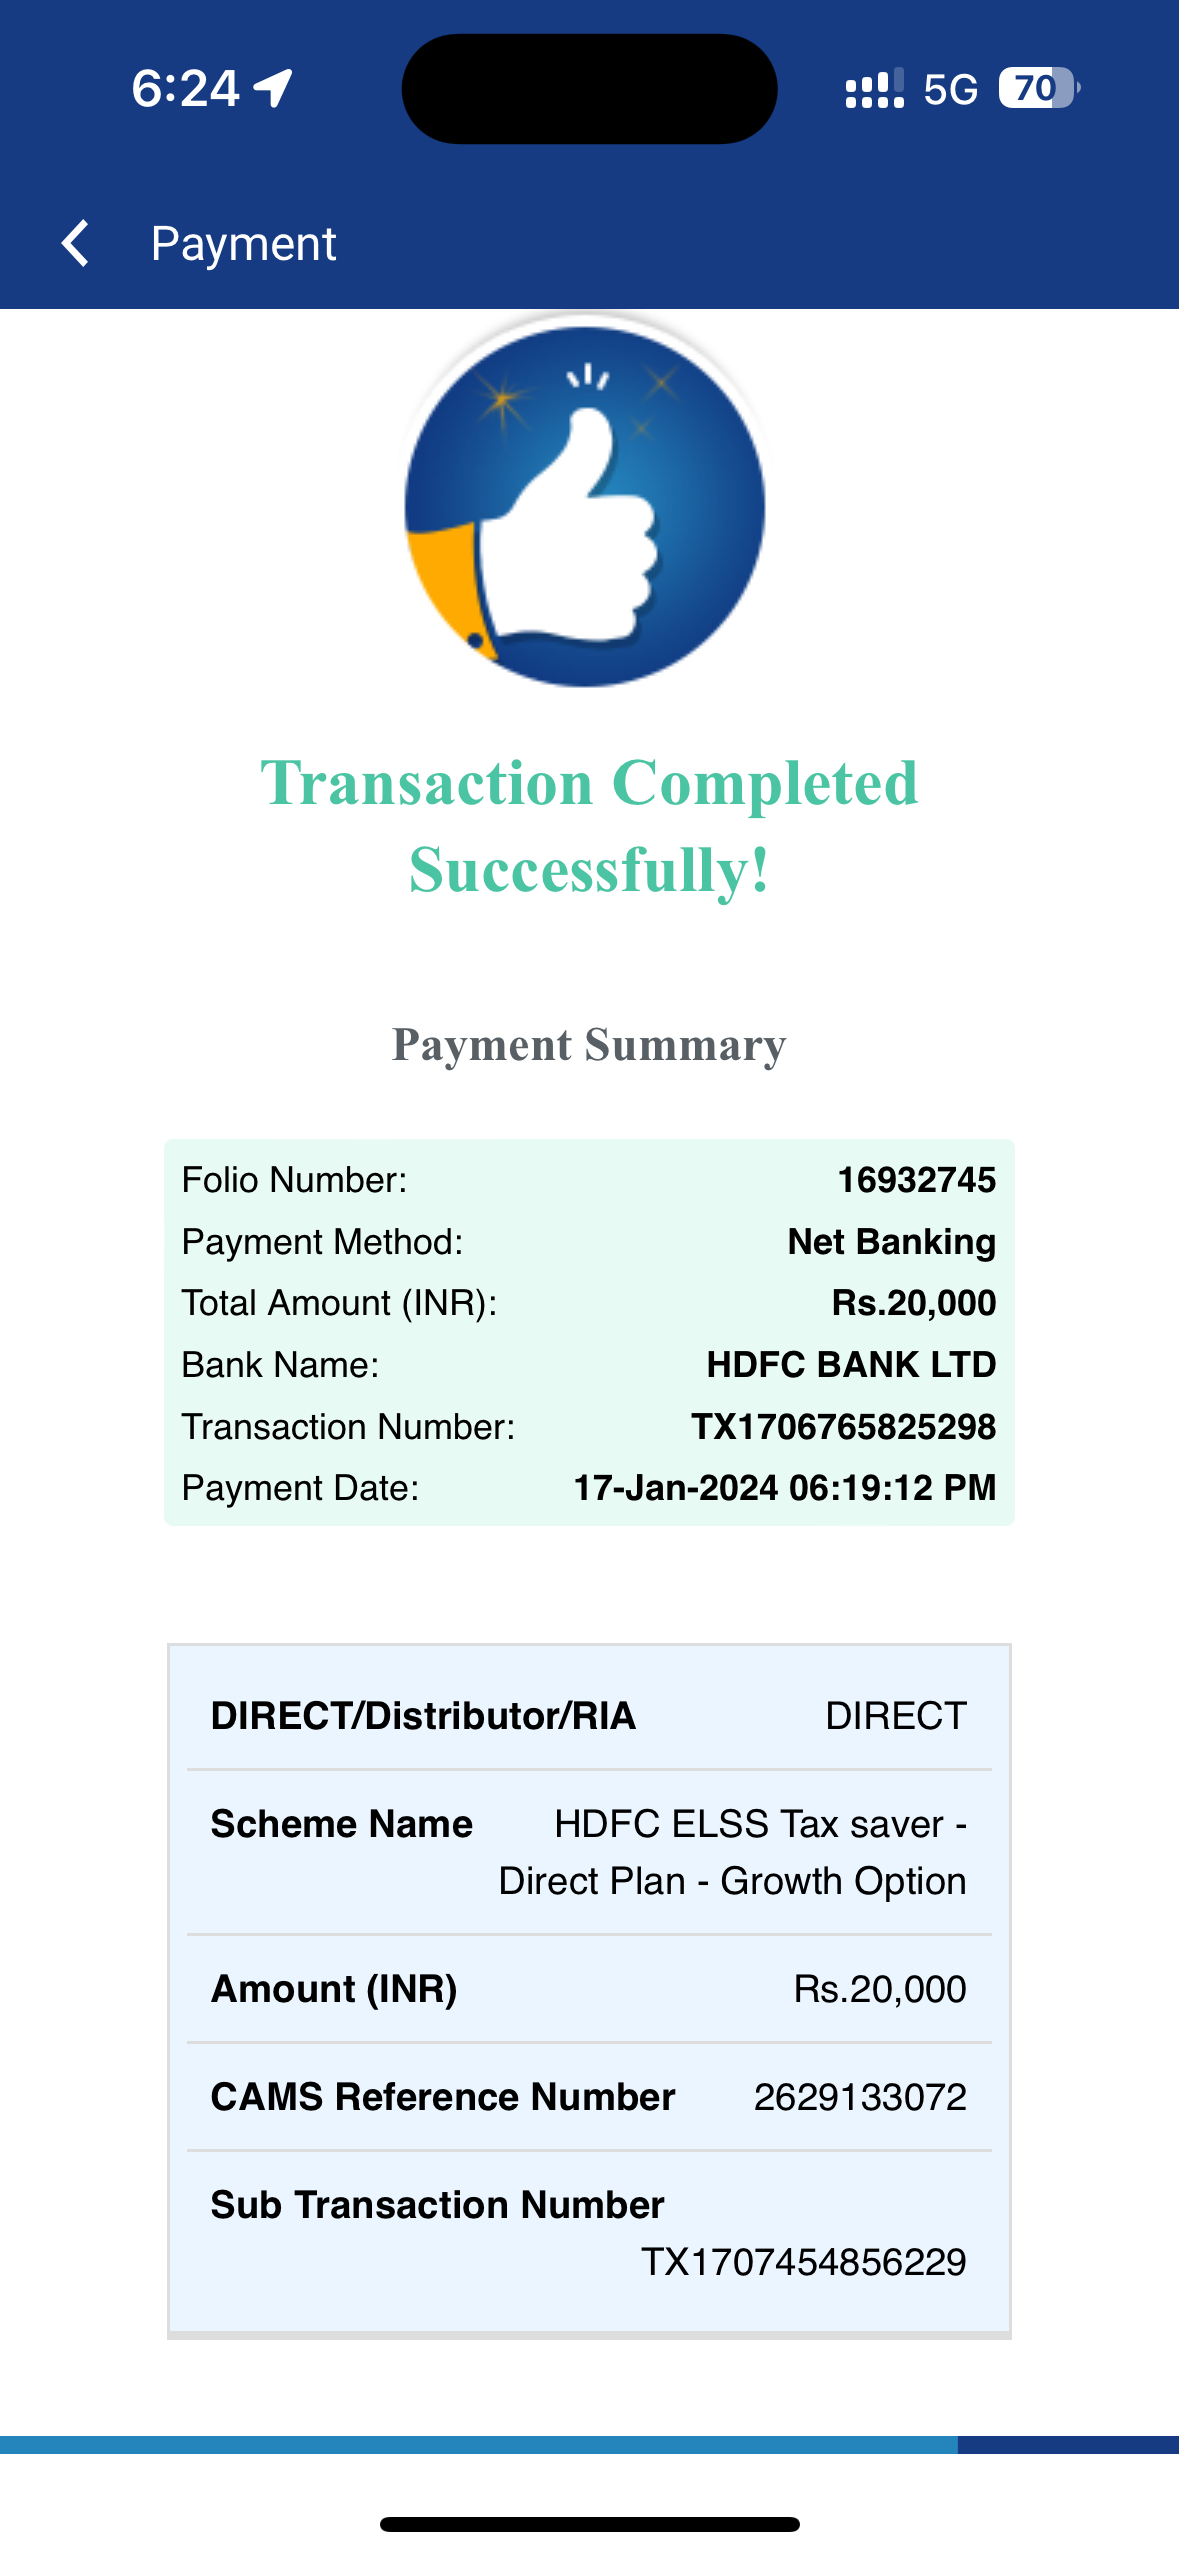 6:24 5G 70
Payment
Transaction Completed
Successfully!
Payment Summary
Folio Number: 16932745
Payment Method: Net Banking
Total Amount (INR): Rs.20,000
Bank Name: HDFC BANK LTD
Transaction Number: TX1706765825298
Payment Date: 17-Jan-2024 06:19:12 PM
DIRECT/Distributor/RIA DIRECT
Scheme Name HDFC ELSS Tax saver -
Direct Plan - Growth Option
Amount (INR) Rs.20,000
CAMS Reference Number 2629133072
Sub Transaction Number
TX1707454856229